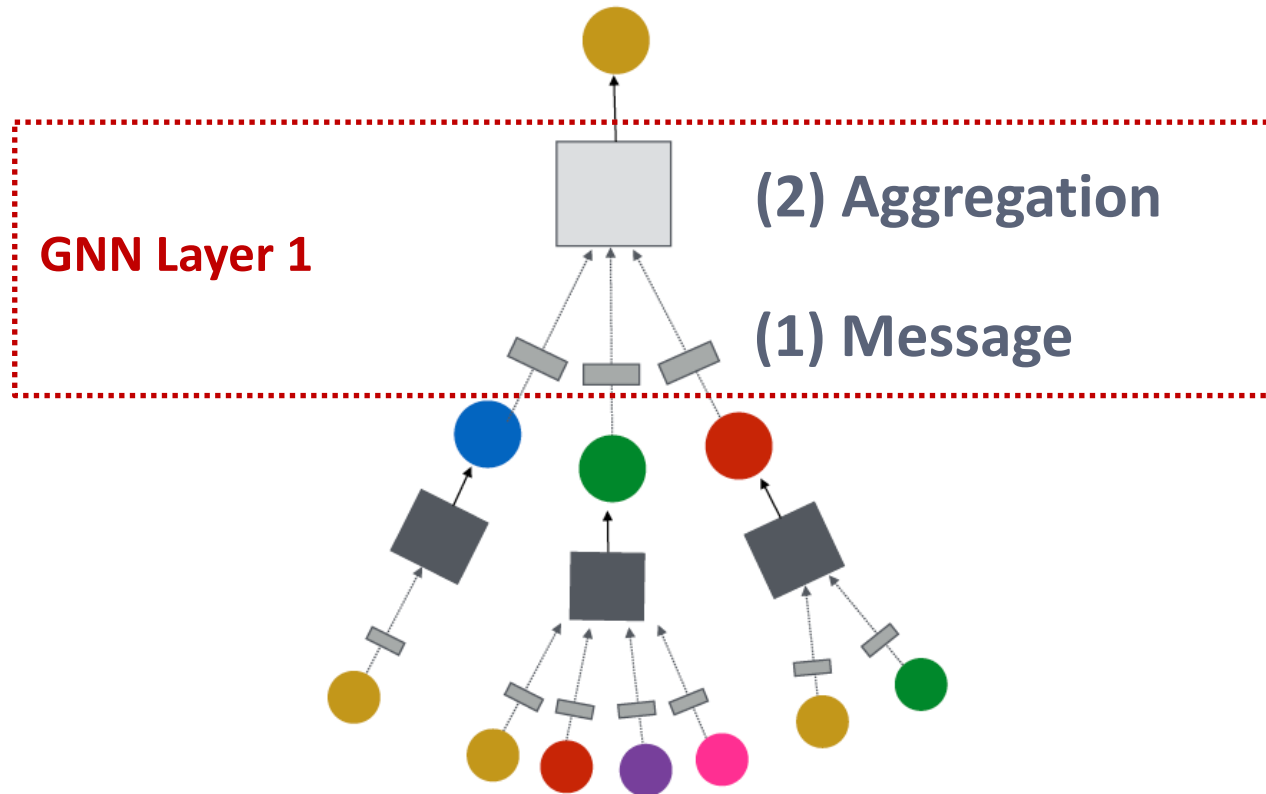 (2) Aggregation
GNN Layer 1
(1) Message